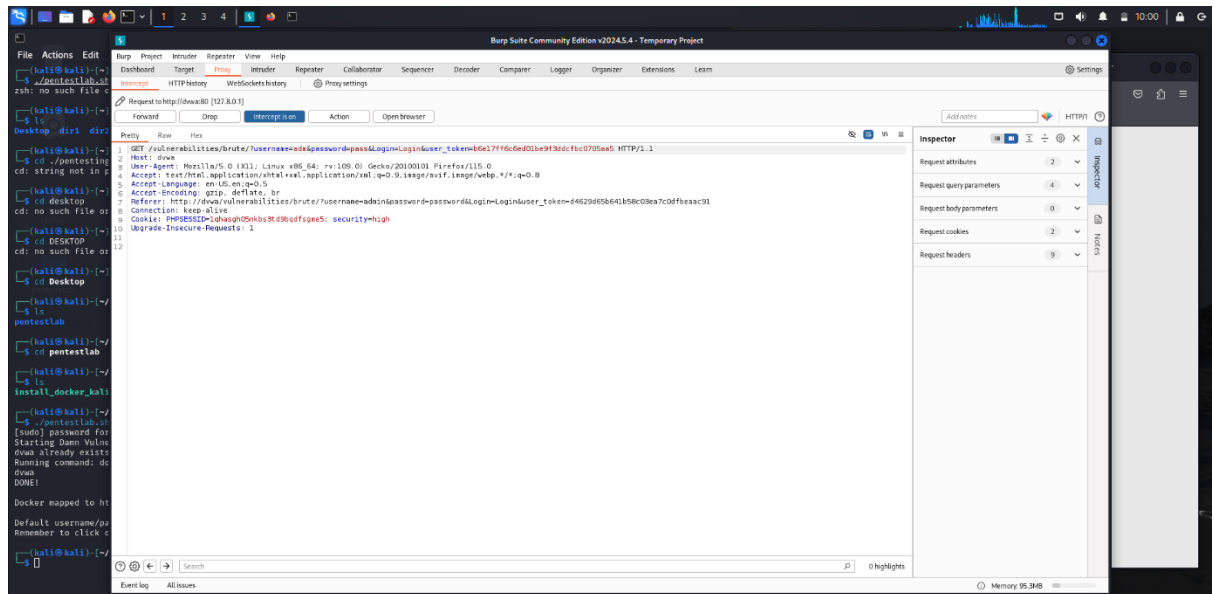 1 2 3 4
10:00
File Actions Edit
Burp Suite Community Edition v2024.5.4 - Temporary Project
Burp Project Intruder Repeater View Help
Dashboard Target Proxy Intruder Repeater Collaborator Sequencer Decoder Comparer Logger Organizer Extensions Learn
Settings
Intercept HTTP history WebSockets history Proxy settings
Request to http://dvwa:80 [127.8.0.1]
Forward Drop Intercept is on Action Open browser
Add notes HTTP/1
Pretty Raw Hex
1 GET /vulnerabilities/brute/?username=adm&password=pass&Login=Login&user_token=b6e17ff6c6ed01be9f3ddcfbc0705aa5 HTTP/1.1
2 Host: dvwa
3 User-Agent: Mozilla/5.0 (X11; Linux x86_64; rv:109.0) Gecko/20100101 Firefox/115.0
4 Accept: text/html,application/xhtml+xml,application/xml;q=0.9,image/avif,image/webp,*/*;q=0.8
5 Accept-Language: en-US,en;q=0.5
6 Accept-Encoding: gzip, deflate, br
7 Referer: http://dvwa/vulnerabilities/brute/?username=admin&password=password&Login=Login&user_token=d4629d65b641b58c03ea7c0dfbeaac91
8 Connection: keep-alive
9 Cookie: PHPSESSID=lqhasgh05nkbs3td9bqdfsgme5; security=high
10 Upgrade-Insecure-Requests: 1
11
12
Inspector
Request attributes 2
Request query parameters 4
Request body parameters 0
Request cookies 2
Request headers 9
Inspector
Notes
(kali㉿kali)-[~]
$ ./pentestlab.sh
zsh: no such file o
(kali㉿kali)-[~]
$ ls
Desktop dir1 dir2
(kali㉿kali)-[~]
$ cd ./pentesting
cd: string not in p
(kali㉿kali)-[~]
$ cd desktop
cd: no such file or
(kali㉿kali)-[~]
$ cd DESKTOP
cd: no such file or
(kali㉿kali)-[~]
$ cd Desktop
(kali㉿kali)-[~/
$ ls
pentestlab
(kali㉿kali)-[~/
$ cd pentestlab
(kali㉿kali)-[~/
$ ls
install_docker_kali
(kali㉿kali)-[~/
$ ./pentestlab.sh
[sudo] password for
Starting Damn Vulne
dvwa already exists
Running command: do
dvwa
DONE!
Docker mapped to ht
Default username/pa
Remember to click o
(kali㉿kali)-[~/
$
Search
0 highlights
Event log All issues
Memory: 95.3MB